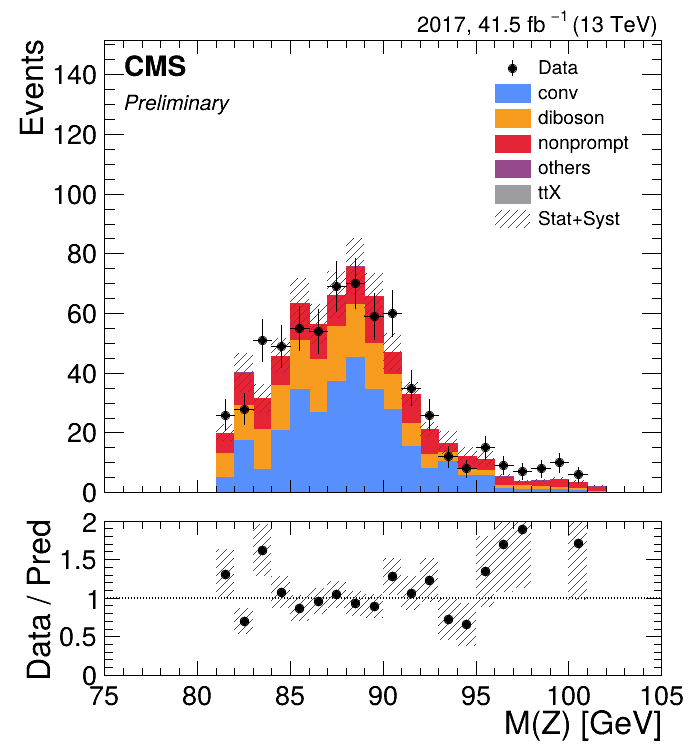 2017, 41.5 fb⁻¹ (13 TeV)
CMS
Preliminary
Events
140
120
100
80
60
40
20
0
Data
conv
diboson
nonprompt
others
ttX
Stat+Syst
Data / Pred
2
1.5
1
0.5
0
75 80 85 90 95 100 105
M(Z) [GeV]